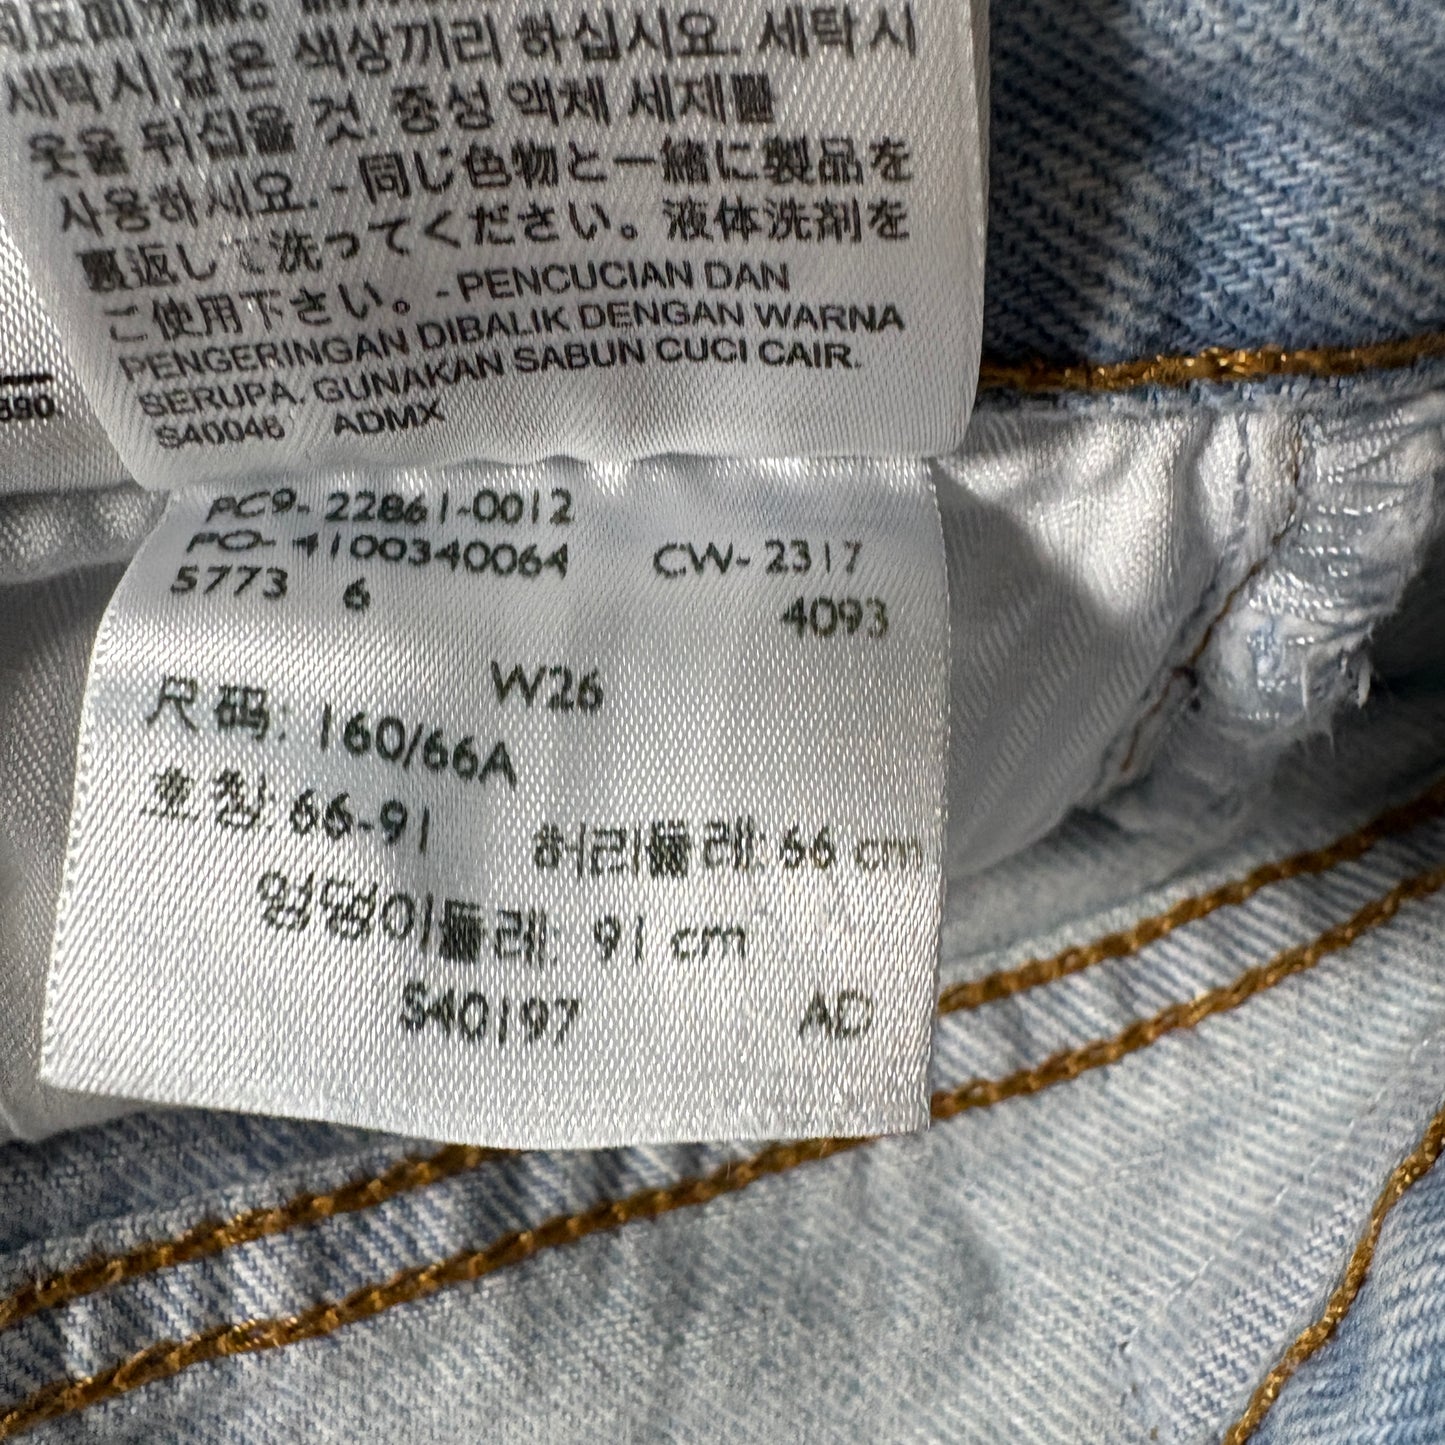 세탁시 같은 색상끼리 하십시요. 세탁시
옷을 뒤집을 것. 중성 액체 세제를
사용하세요. - 同じ色物と一緒に製品を
裏返して洗ってください。液体洗剤を
ご使用下さい。 - PENCUCIAN DAN
PENGERINGAN DIBALIK DENGAN WARNA
SERUPA. GUNAKAN SABUN CUCI CAIR.
S40046 ADMX
PC9-22861-0012
PO-4100340064 CW-2317
5773 6 4093
W26
尺码: 160/66A
호칭: 66-91 허리둘레: 66 cm
엉덩이둘레: 91 cm
S40197 AD